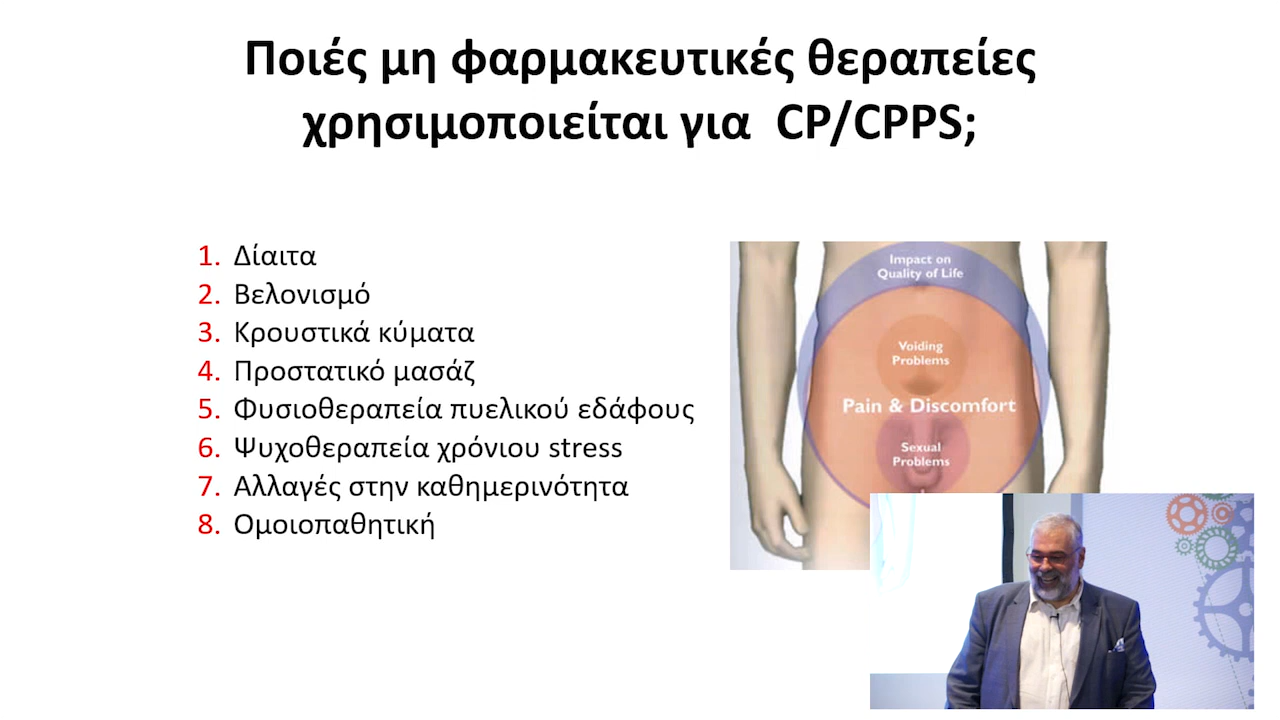 Ποιές μη φαρμακευτικές θεραπείες
χρησιμοποιείται για CP/CPPS;
1. Δίαιτα
2. Βελονισμό
3. Κρουστικά κύματα
4. Προστατικό μασάζ
5. Φυσιοθεραπεία πυελικού εδάφους
6. Ψυχοθεραπεία χρόνιου stress
7. Αλλαγές στην καθημερινότητα
8. Ομοιοπαθητική
Impact on
Quality of Life
Voiding
Problems
Pain & Discomfort
Sexual
Problems